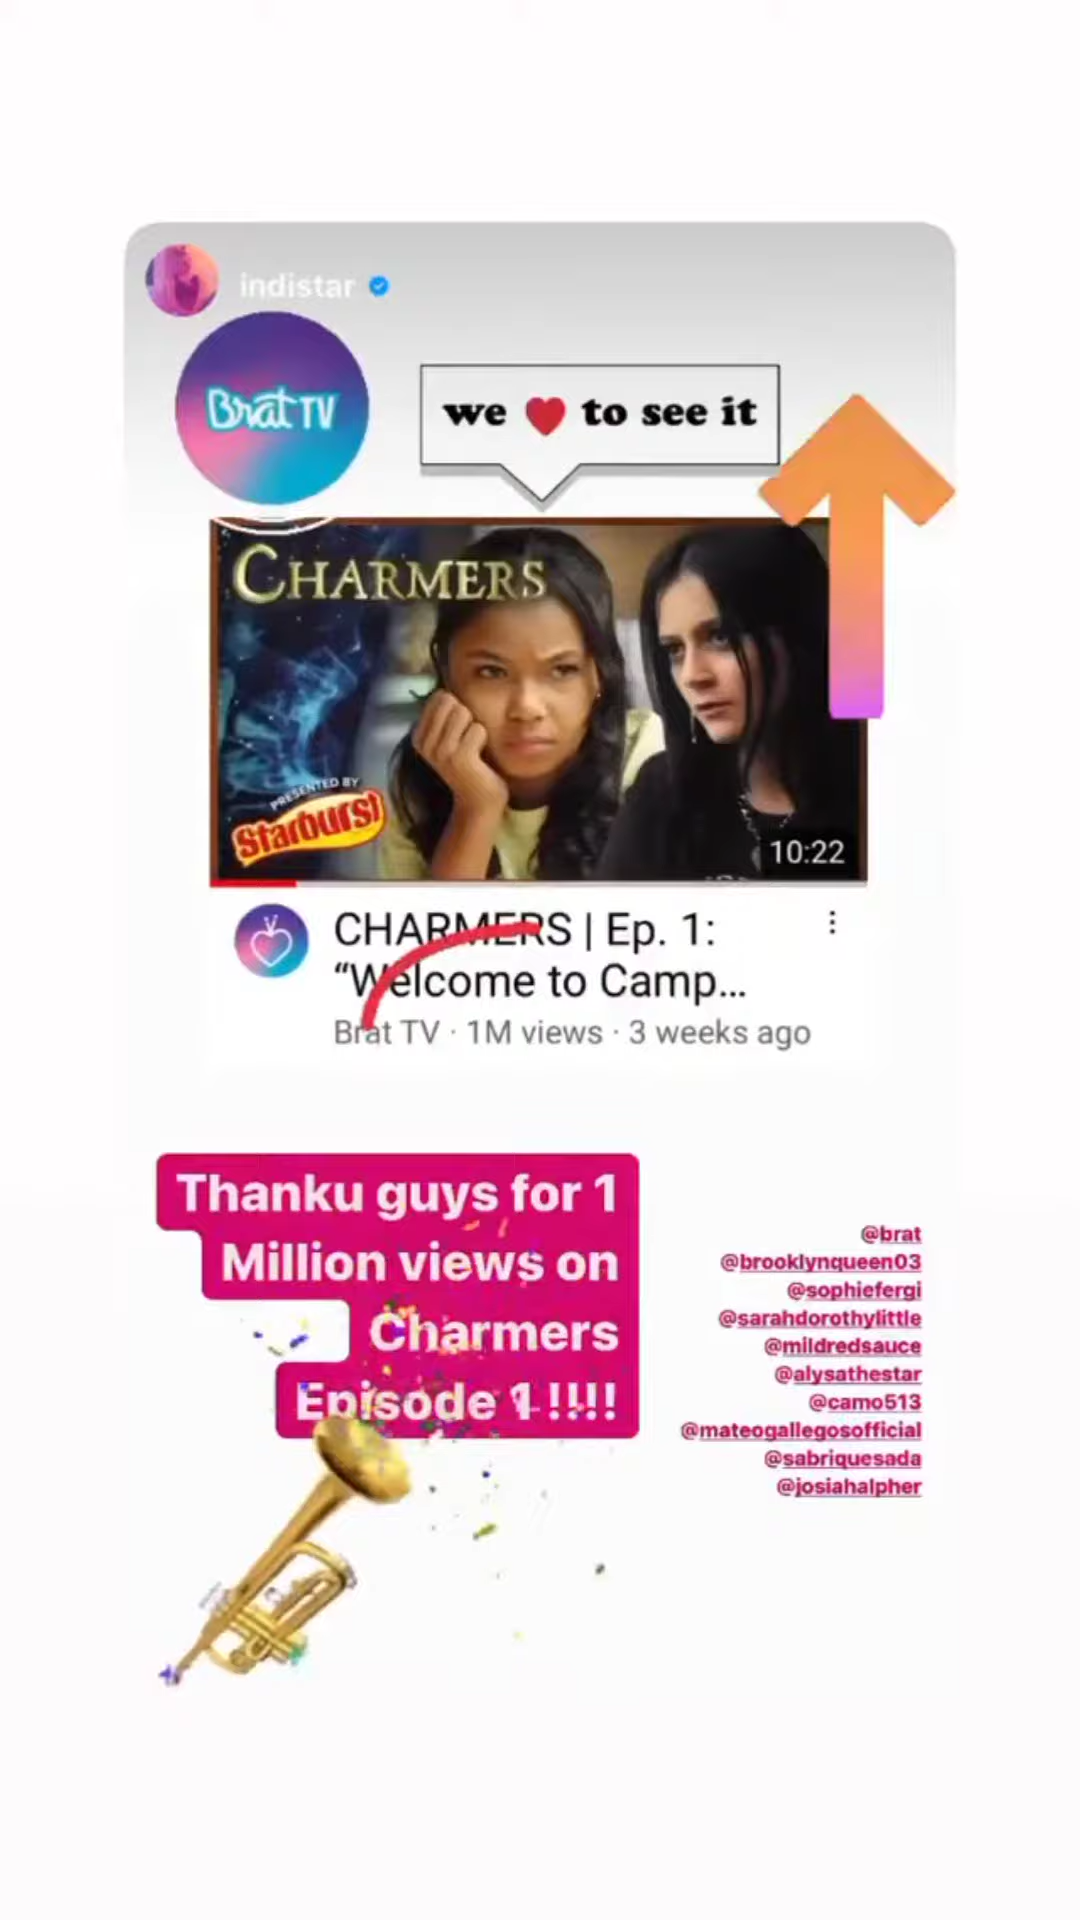 indistar
Brat TV
we ❤️ to see it
CHARMERS
PRESENTED BY
Starburst
10:22
CHARMERS | Ep. 1:
“Welcome to Camp...
Brat TV · 1M views · 3 weeks ago
Thanku guys for 1
Million views on
Charmers
Episode 1 !!!!
@brat
@brooklynqueen03
@sophiefergi
@sarahdorothylittle
@mildredsauce
@alysathestar
@camo513
@mateogallegosofficial
@sabriquesada
@josiahalpher